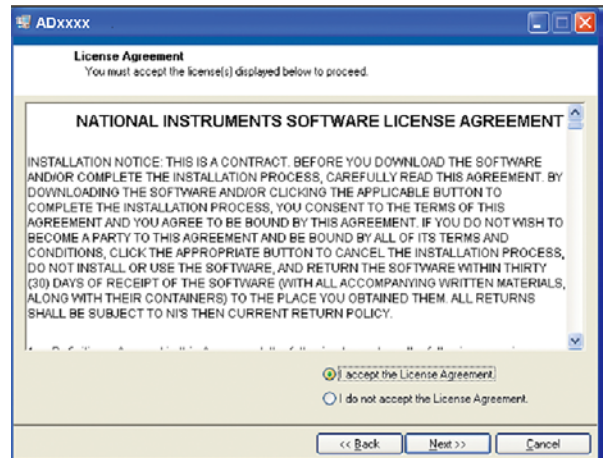 ADxxxx
License Agreement
You must accept the license(s) displayed below to proceed.
NATIONAL INSTRUMENTS SOFTWARE LICENSE AGREEMENT
INSTALLATION NOTICE: THIS IS A CONTRACT. BEFORE YOU DOWNLOAD THE SOFTWARE
AND/OR COMPLETE THE INSTALLATION PROCESS, CAREFULLY READ THIS AGREEMENT. BY
DOWNLOADING THE SOFTWARE AND/OR CLICKING THE APPLICABLE BUTTON TO
COMPLETE THE INSTALLATION PROCESS, YOU CONSENT TO THE TERMS OF THIS
AGREEMENT AND YOU AGREE TO BE BOUND BY THIS AGREEMENT. IF YOU DO NOT WISH TO
BECOME A PARTY TO THIS AGREEMENT AND BE BOUND BY ALL OF ITS TERMS AND
CONDITIONS, CLICK THE APPROPRIATE BUTTON TO CANCEL THE INSTALLATION PROCESS,
DO NOT INSTALL OR USE THE SOFTWARE, AND RETURN THE SOFTWARE WITHIN THIRTY
(30) DAYS OF RECEIPT OF THE SOFTWARE (WITH ALL ACCOMPANYING WRITTEN MATERIALS,
ALONG WITH THEIR CONTAINERS) TO THE PLACE YOU OBTAINED THEM. ALL RETURNS
SHALL BE SUBJECT TO NI'S THEN CURRENT RETURN POLICY.
I accept the License Agreement.
I do not accept the License Agreement.
<< Back Next >> Cancel